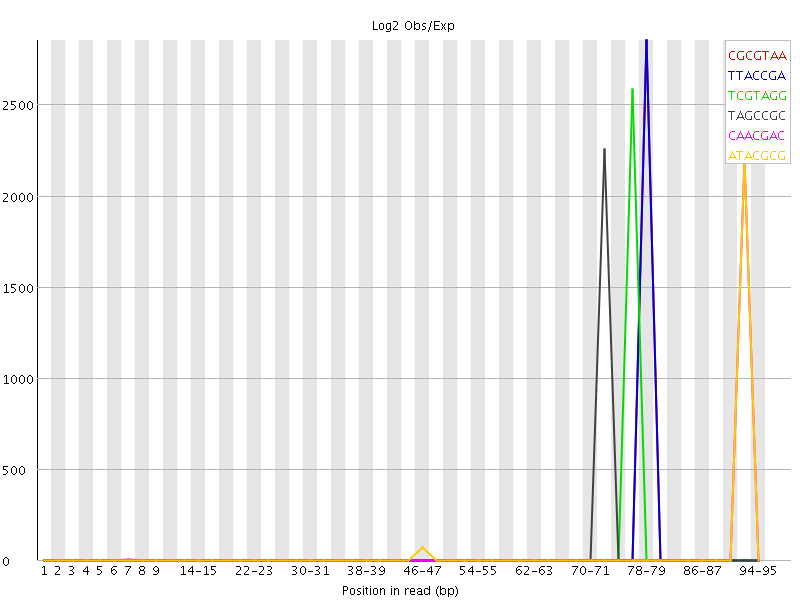 Log2 Obs/Exp
CGCGTAA
TTACCGA
TCGTAGG
TAGCCGC
CAACGAC
ATACGCG
2500
2000
1500
1000
500
0
1 2 3 4 5 6 7 8 9 14-15 22-23 30-31 38-39 46-47 54-55 62-63 70-71 78-79 86-87 94-95
Position in read (bp)